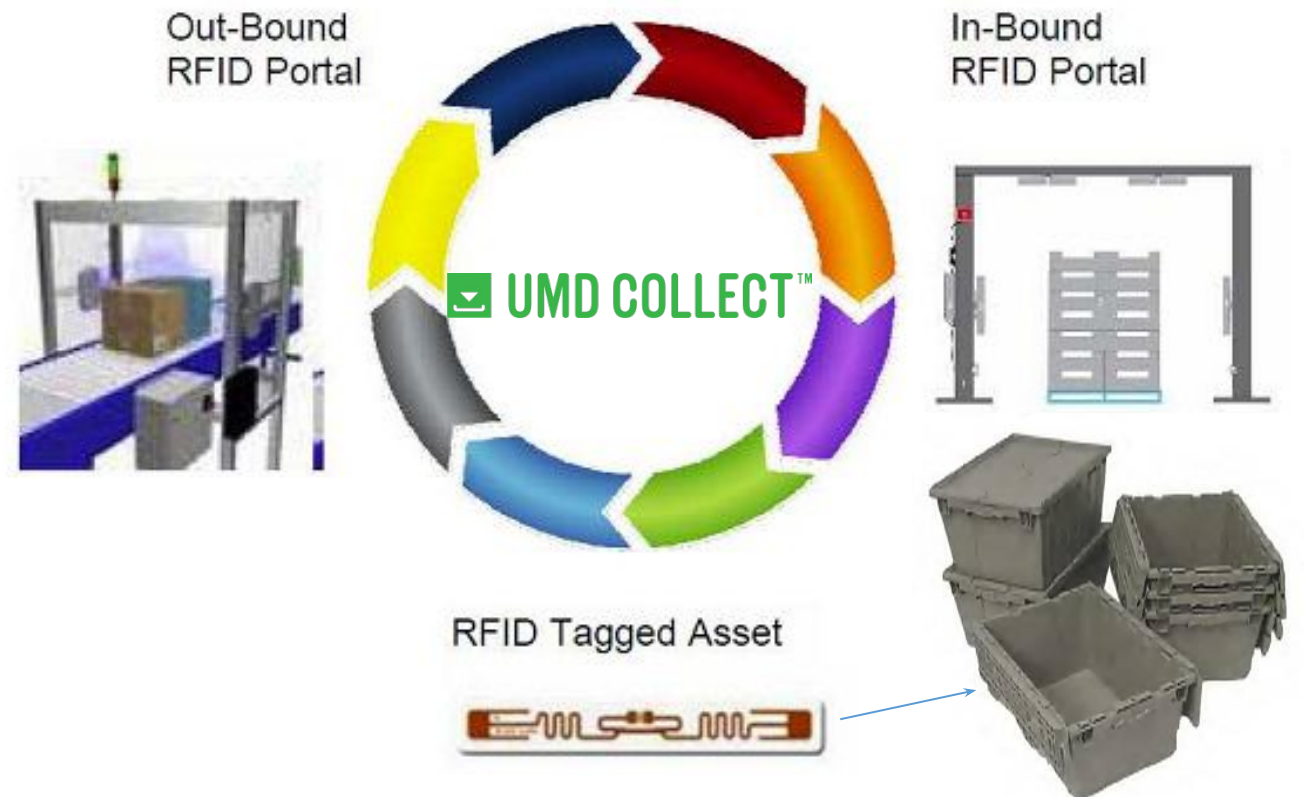 Out-Bound
RFID Portal
In-Bound
RFID Portal
UMD COLLECT™
RFID Tagged Asset